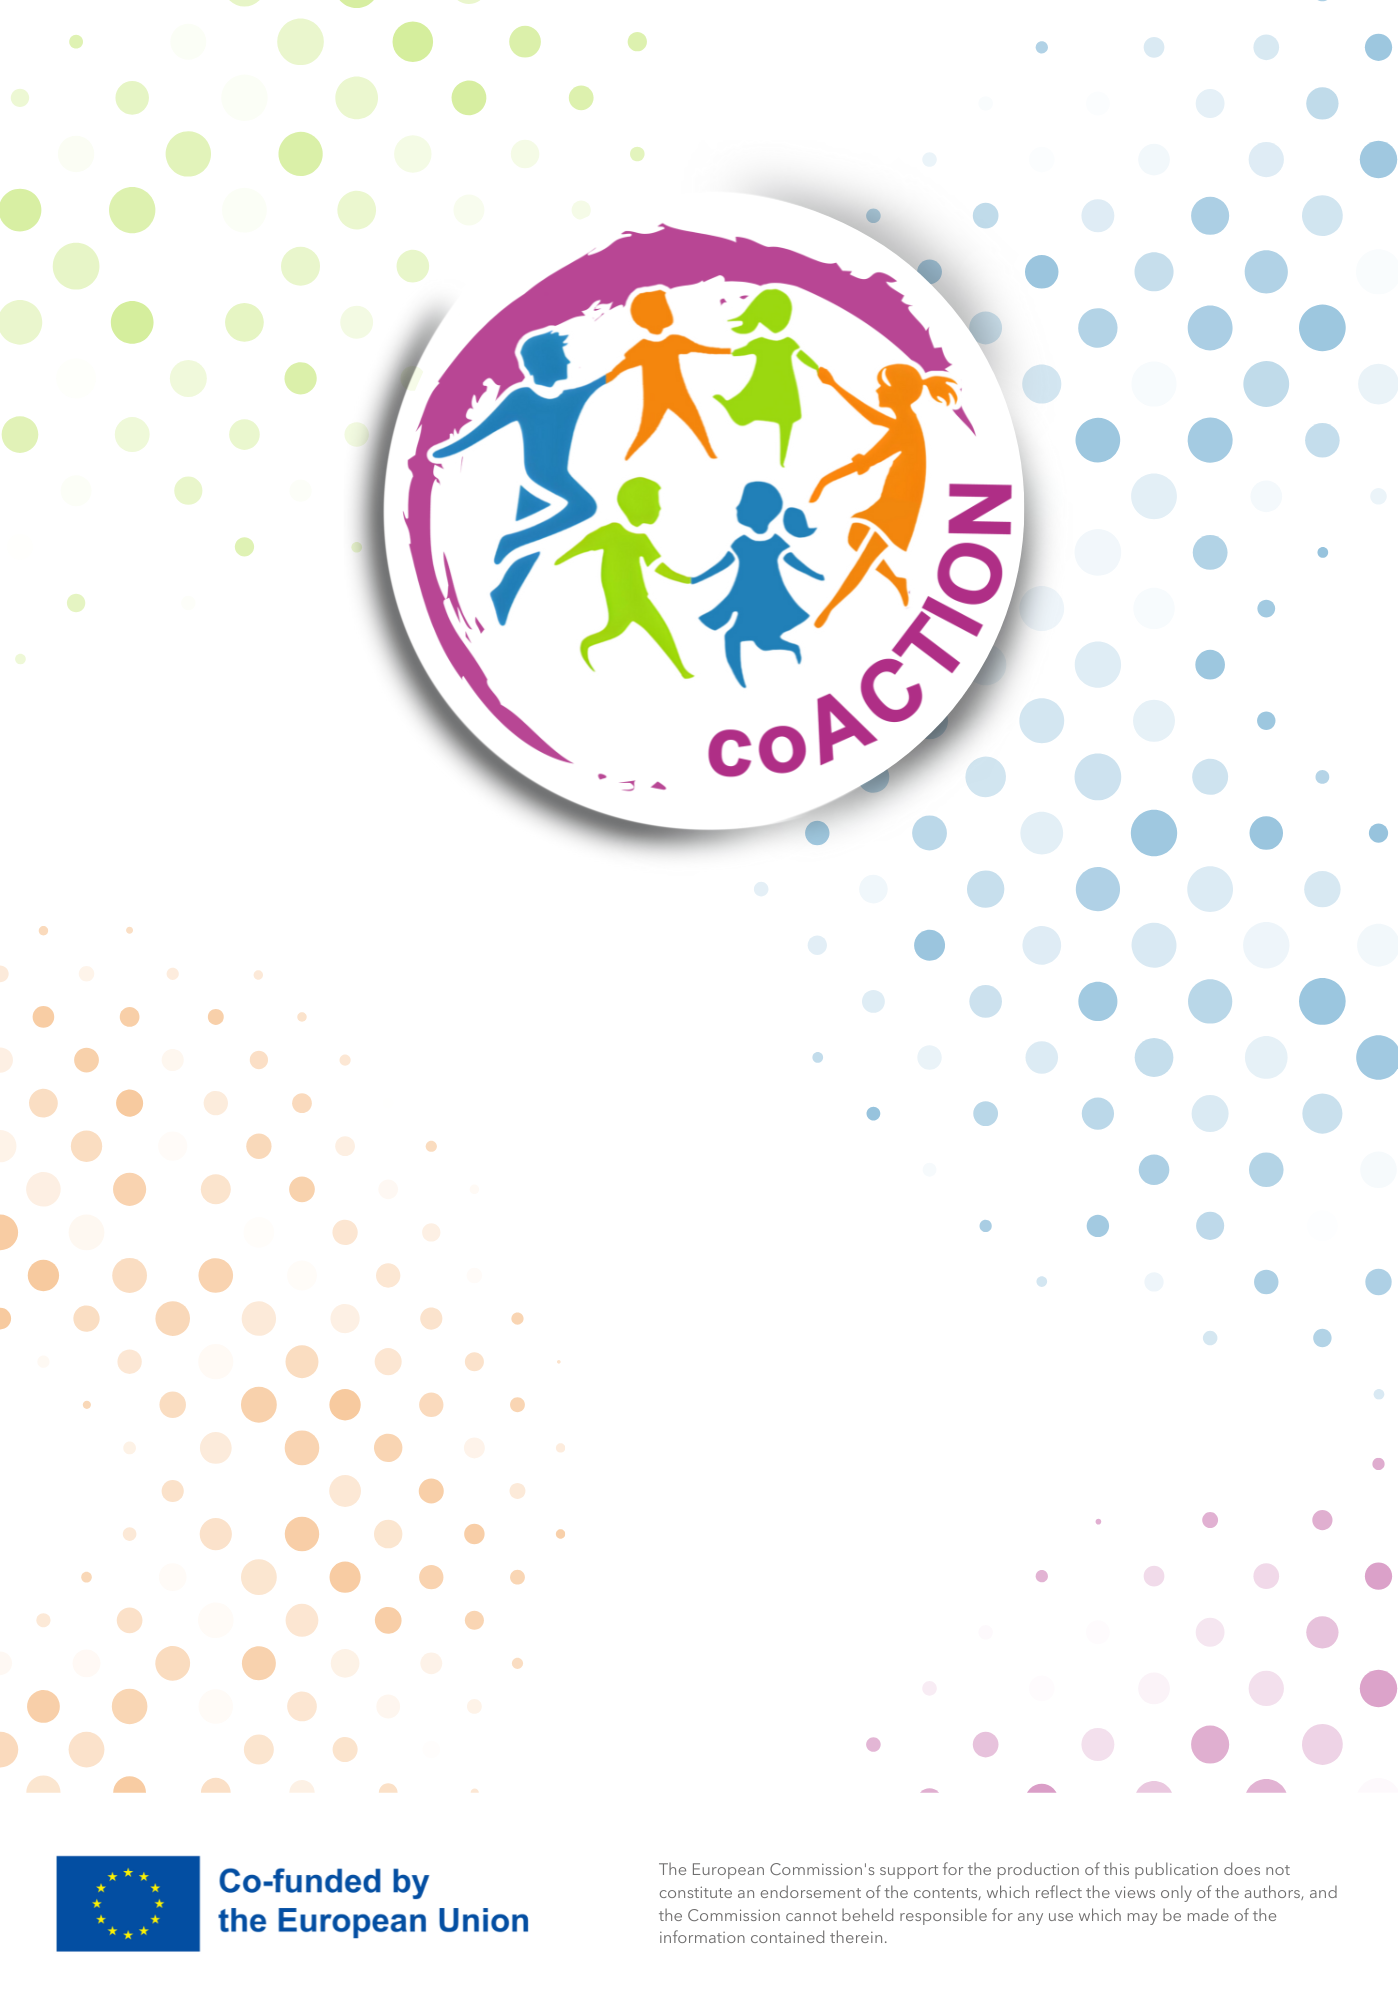 coACTION
Co-funded by
the European Union
The European Commission's support for the production of this publication does not
constitute an endorsement of the contents, which reflect the views only of the authors, and
the Commission cannot beheld responsible for any use which may be made of the
information contained therein.